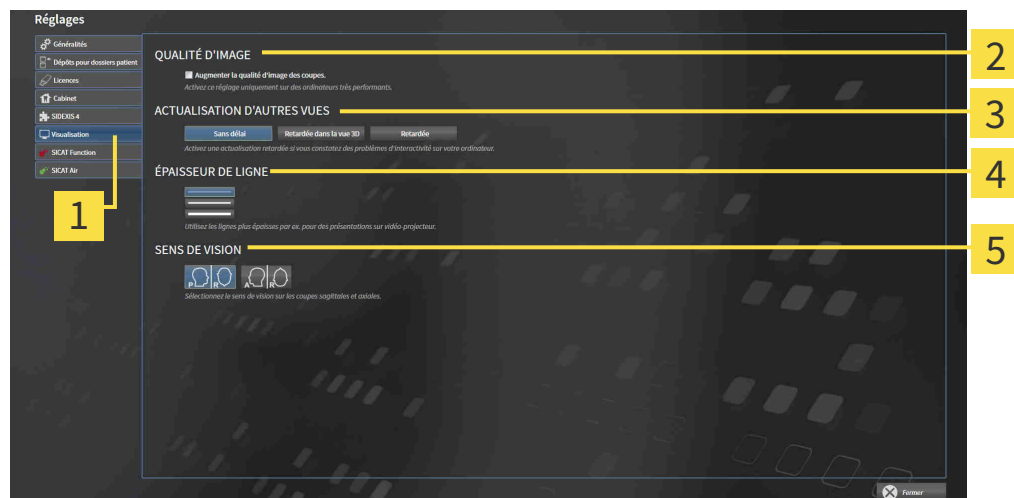 Réglages
Généralités
Dépôts pour dossiers patient
Licences
Cabinet
SIDEXIS 4
Visualisation
SICAT Function
SICAT Air
1
QUALITÉ D'IMAGE
2
Augmenter la qualité d'image des coupes.
Activez ce réglage uniquement sur des ordinateurs très performants.
ACTUALISATION D'AUTRES VUES
3
Sans délai Retardée dans la vue 3D Retardée
Activez une actualisation retardée si vous constatez des problèmes d'interactivité sur votre ordinateur.
ÉPAISSEUR DE LIGNE
4
Utilisez les lignes plus épaisses par ex. pour des présentations sur vidéo-projecteur.
SENS DE VISION
5
P R A R
Sélectionnez le sens de vision sur les coupes sagittales et axiales.
Fermer